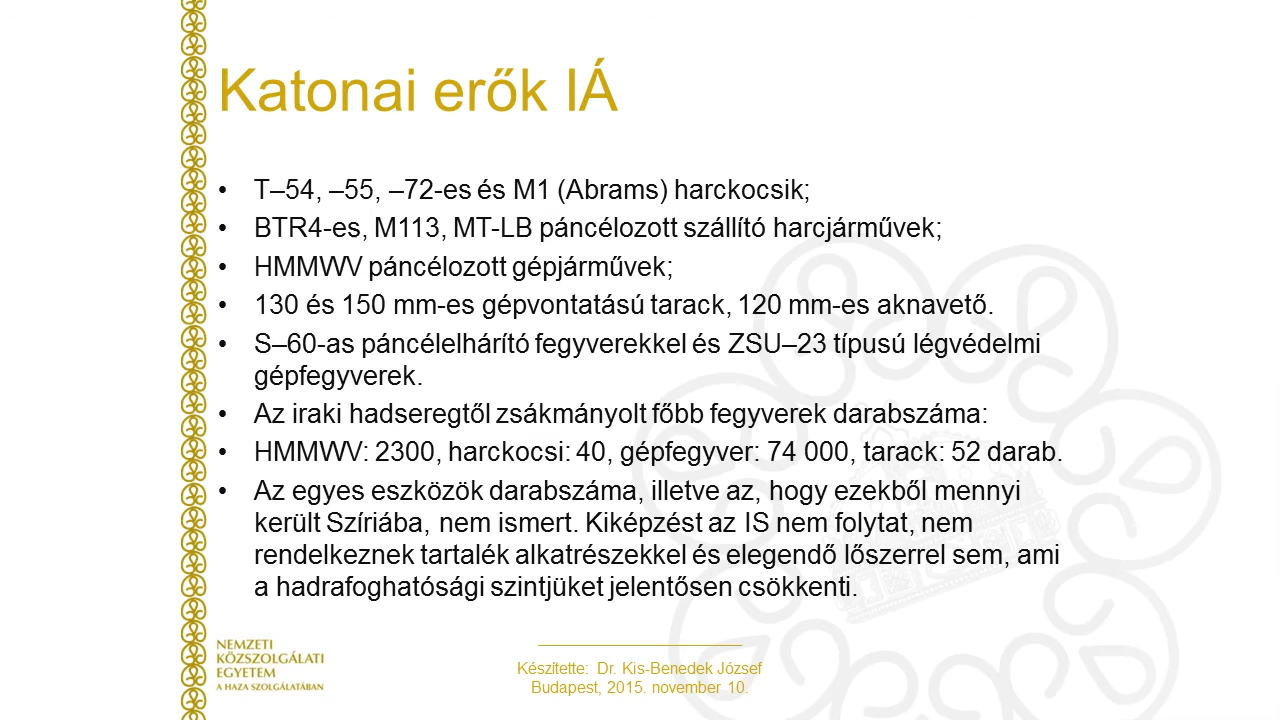 Katonai erők IÁ
• T–54, –55, –72-es és M1 (Abrams) harckocsik;
• BTR4-es, M113, MT-LB páncélozott szállító harcjárművek;
• HMMWV páncélozott gépjárművek;
• 130 és 150 mm-es gépvontatású tarack, 120 mm-es aknavető.
• S–60-as páncélelhárító fegyverekkel és ZSU–23 típusú légvédelmi
gépfegyverek.
• Az iraki hadseregtől zsákmányolt főbb fegyverek darabszáma:
• HMMWV: 2300, harckocsi: 40, gépfegyver: 74 000, tarack: 52 darab.
• Az egyes eszközök darabszáma, illetve az, hogy ezekből mennyi
került Szíriába, nem ismert. Kiképzést az IS nem folytat, nem
rendelkeznek tartalék alkatrészekkel és elegendő lőszerrel sem, ami
a hadrafoghatósági szintjüket jelentősen csökkenti.
NEMZETI
KÖZSZOLGÁLATI
EGYETEM
A HAZA SZOLGÁLATÁBAN
Készítette: Dr. Kis-Benedek József
Budapest, 2015. november 10.